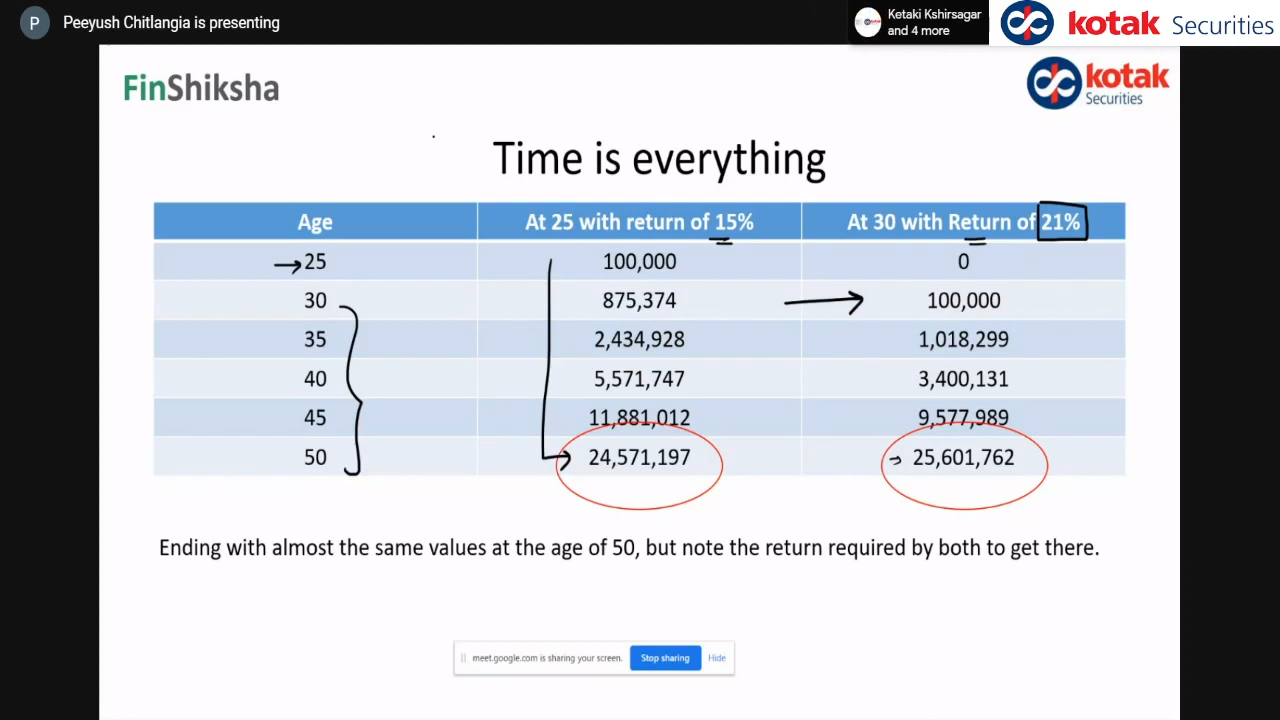 P Peeyush Chitlangia is presenting
Ketaki Kshirsagar
and 4 more
kotak Securities
FinShiksha
kotak
Securities
Time is everything
Age At 25 with return of 15% At 30 with Return of 21%
25 100,000 0
30 875,374 100,000
35 2,434,928 1,018,299
40 5,571,747 3,400,131
45 11,881,012 9,577,989
50 24,571,197 25,601,762
Ending with almost the same values at the age of 50, but note the return required by both to get there.
meet.google.com is sharing your screen. Stop sharing Hide